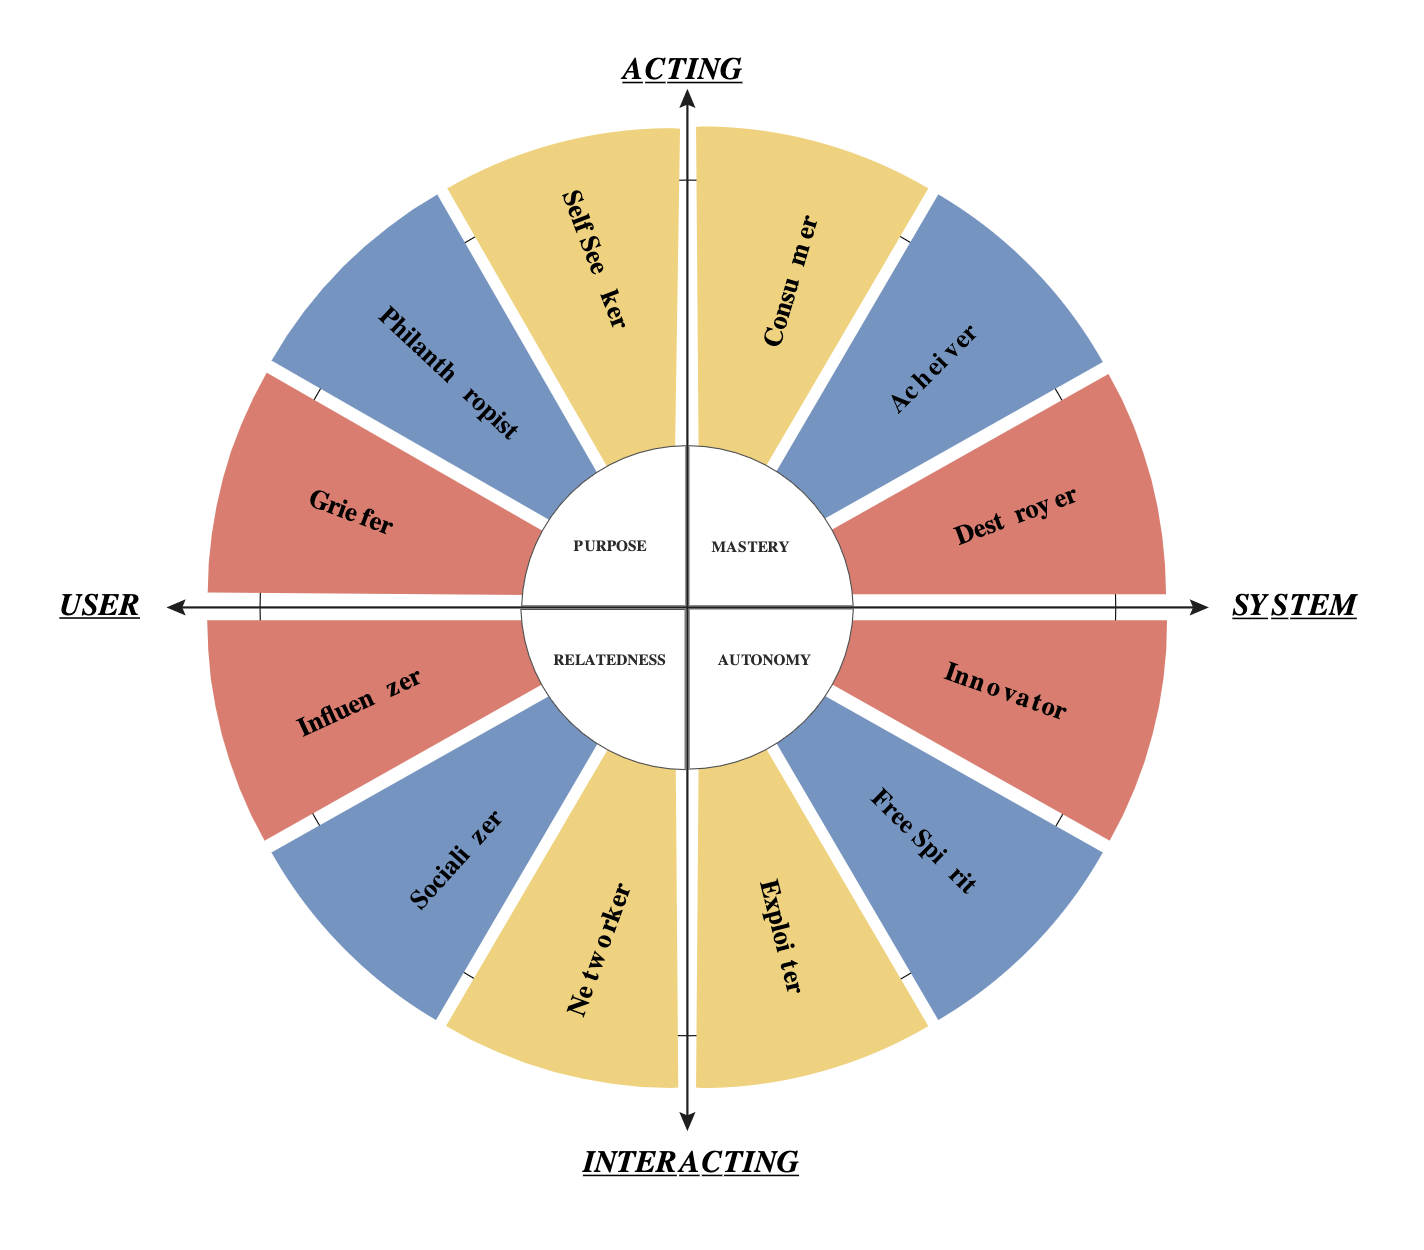 ACTING
Self Seeker
Consumer
Philanthropist
Acheiver
Griefer
Destroyer
PURPOSE
MASTERY
USER
SYSTEM
RELATEDNESS
AUTONOMY
Influenzer
Innovator
Socializer
Free Spirit
Networker
Exploiter
INTERACTING